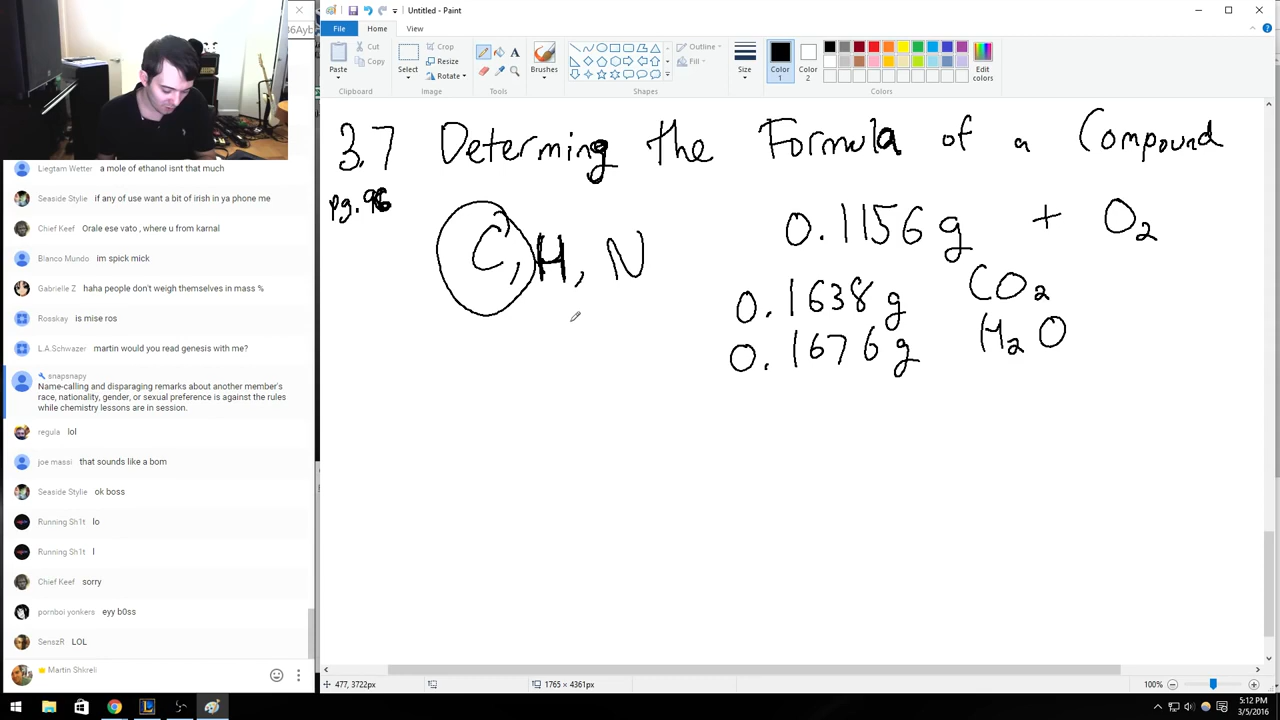 86Ayb
Untitled - Paint
File Home View
Cut
Copy
Paste
Crop
Resize
Rotate
Select
Brushes
Outline
Fill
Size
Color 1
Color 2
Edit colors
Clipboard Image Tools Shapes Colors
3.7 Determing the Formula of a Compound
pg. 96
C, H, N
0.1156 g + O2
0.1638 g CO2
0.1676 g H2O
Liegtam Wetter a mole of ethanol isnt that much
Seaside Stylie if any of use want a bit of irish in ya phone me
Chief Keef Orale ese vato , where u from karnal
Blanco Mundo im spick mick
Gabrielle Z haha people don't weigh themselves in mass %
Rosskay is mise ros
L.A.Schwazer martin would you read genesis with me?
snapsnapy
Name-calling and disparaging remarks about another member's
race, nationality, gender, or sexual preference is against the rules
while chemistry lessons are in session.
regula lol
joe massi that sounds like a bom
Seaside Stylie ok boss
Running Sh1t lo
Running Sh1t l
Chief Keef sorry
pornboi yonkers eyy b0ss
SenszR LOL
Martin Shkreli
477, 3722px
1765 × 4361px
100%
5:12 PM
3/5/2016